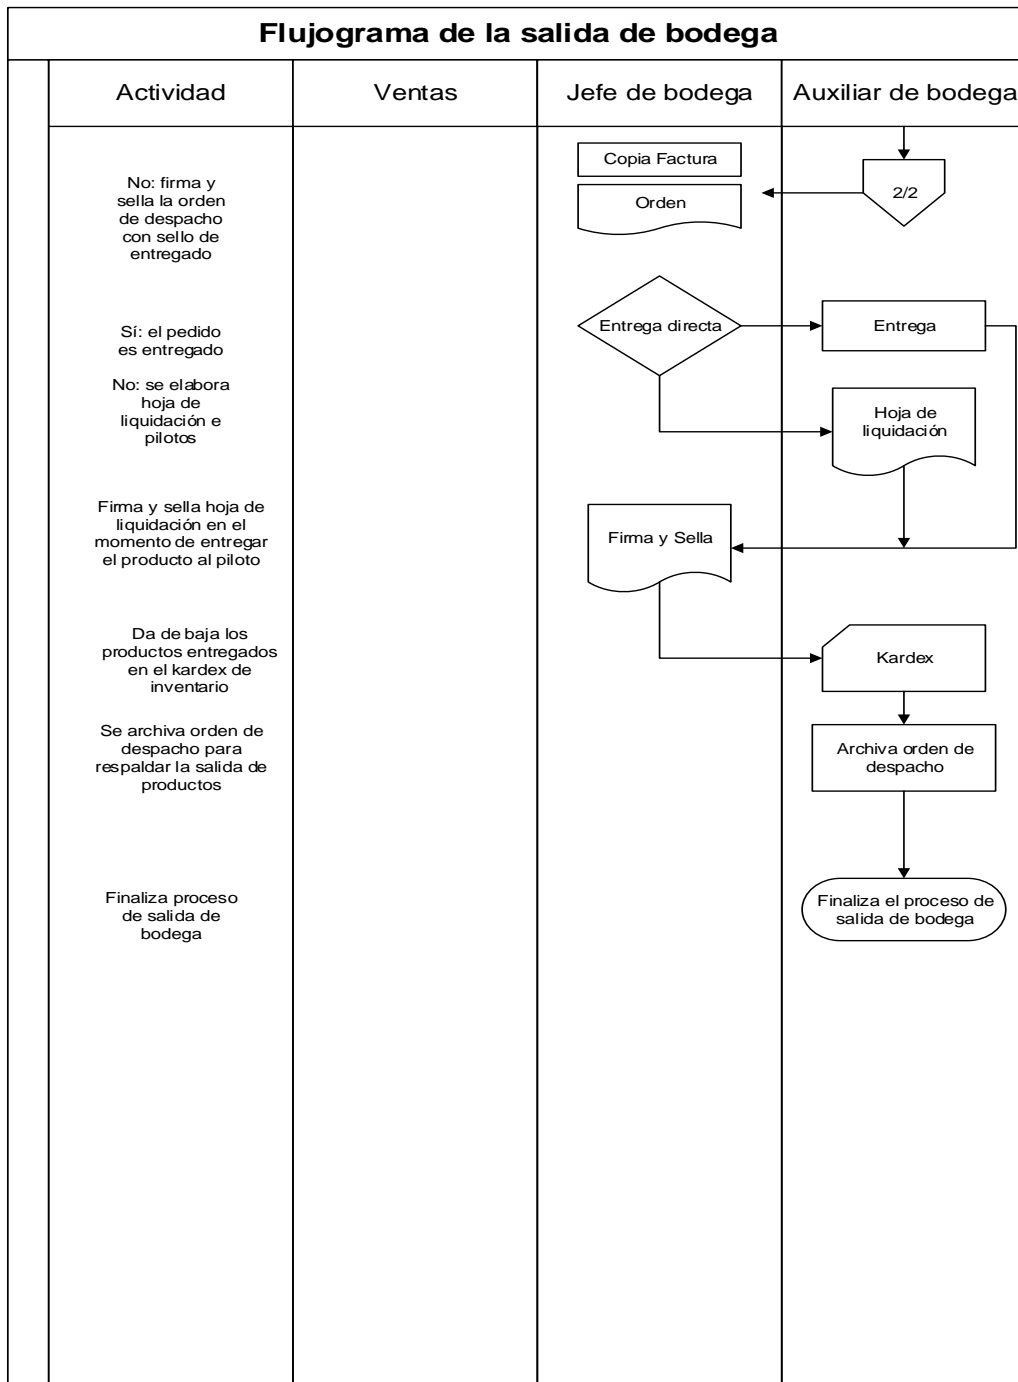 Flujograma de la salida de bodega
Actividad
Ventas
Jefe de bodega
Auxiliar de bodega
No: firma y
sella la orden
de despacho
con sello de
entregado
Copia Factura
Orden
2/2
Sí: el pedido
es entregado
Entrega directa
Entrega
No: se elabora
hoja de
liquidación e
pilotos
Hoja de
liquidación
Firma y sella hoja de
liquidación en el
momento de entregar
el producto al piloto
Firma y Sella
Da de baja los
productos entregados
en el kardex de
inventario
Kardex
Se archiva orden de
despacho para
respaldar la salida de
productos
Archiva orden de
despacho
Finaliza proceso
de salida de
bodega
Finaliza el proceso de
salida de bodega